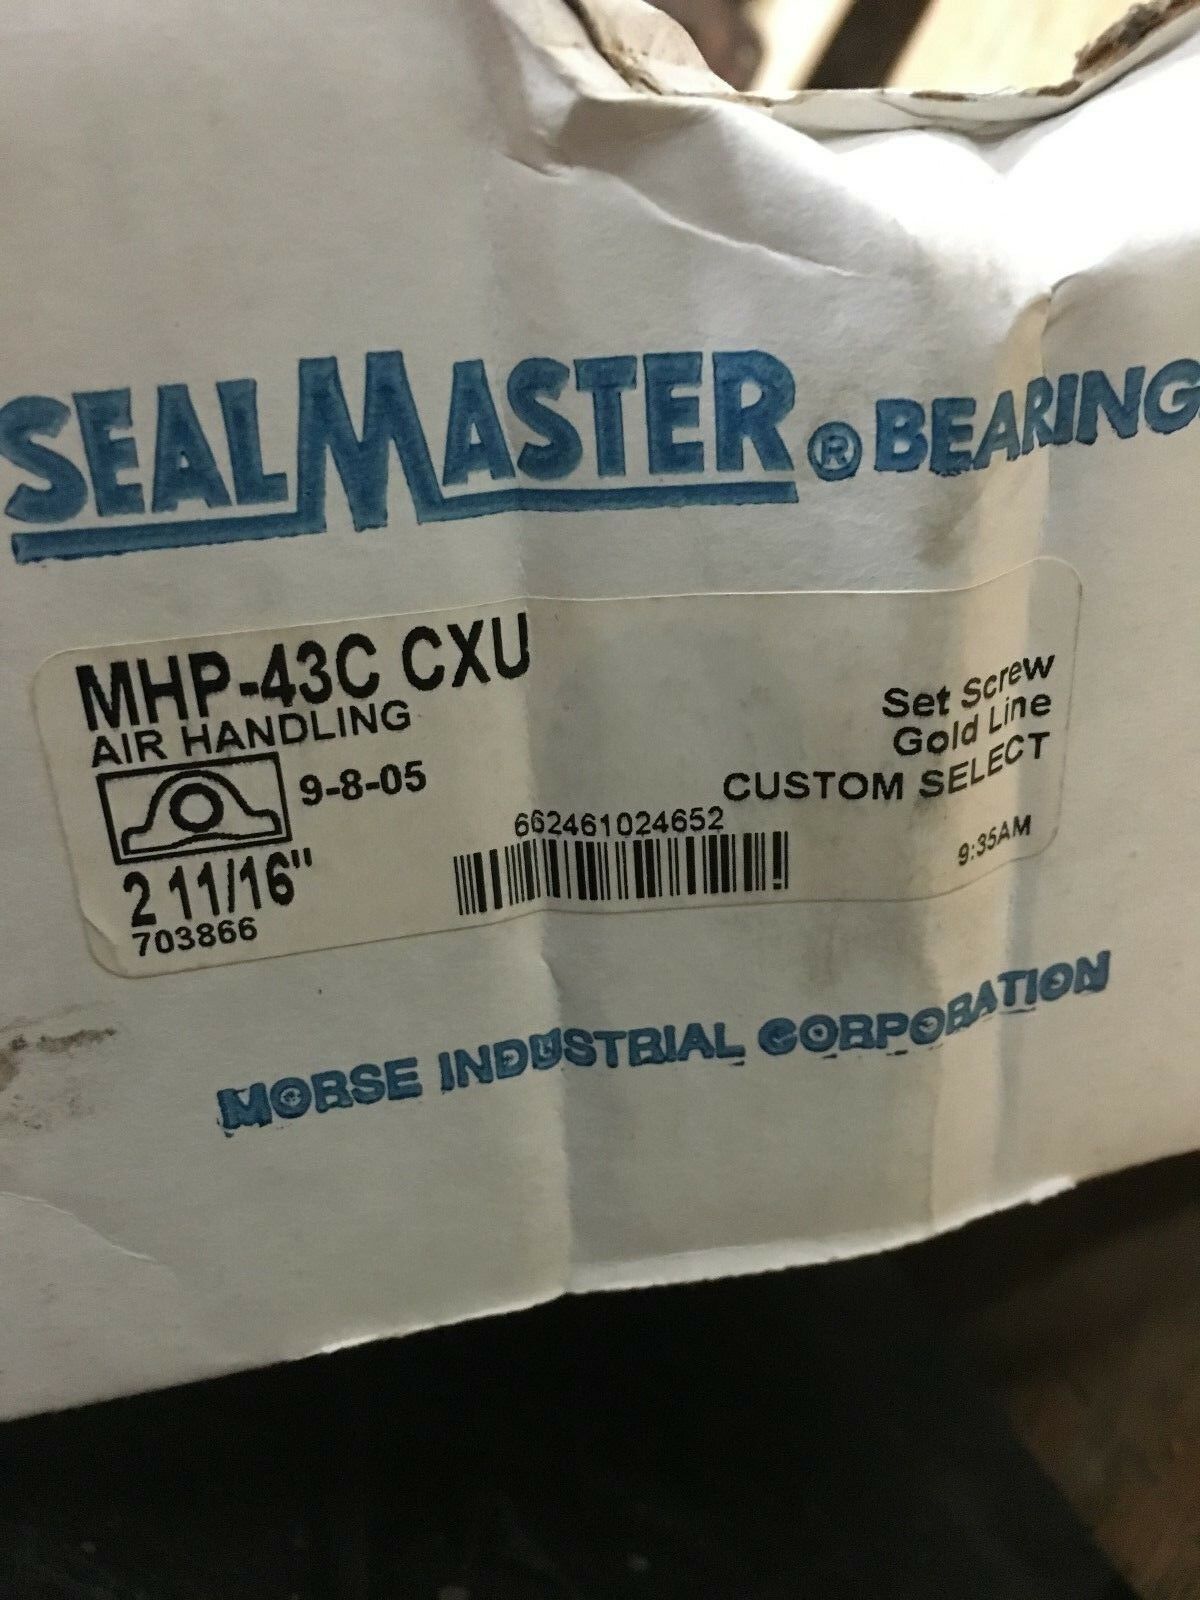 SEALMASTER ® BEARING
MHP-43C CXU
AIR HANDLING
9-8-05
2 11/16"
703866
662461024652
Set Screw
Gold Line
CUSTOM SELECT
9:35AM
MORSE INDUSTRIAL CORPORATION